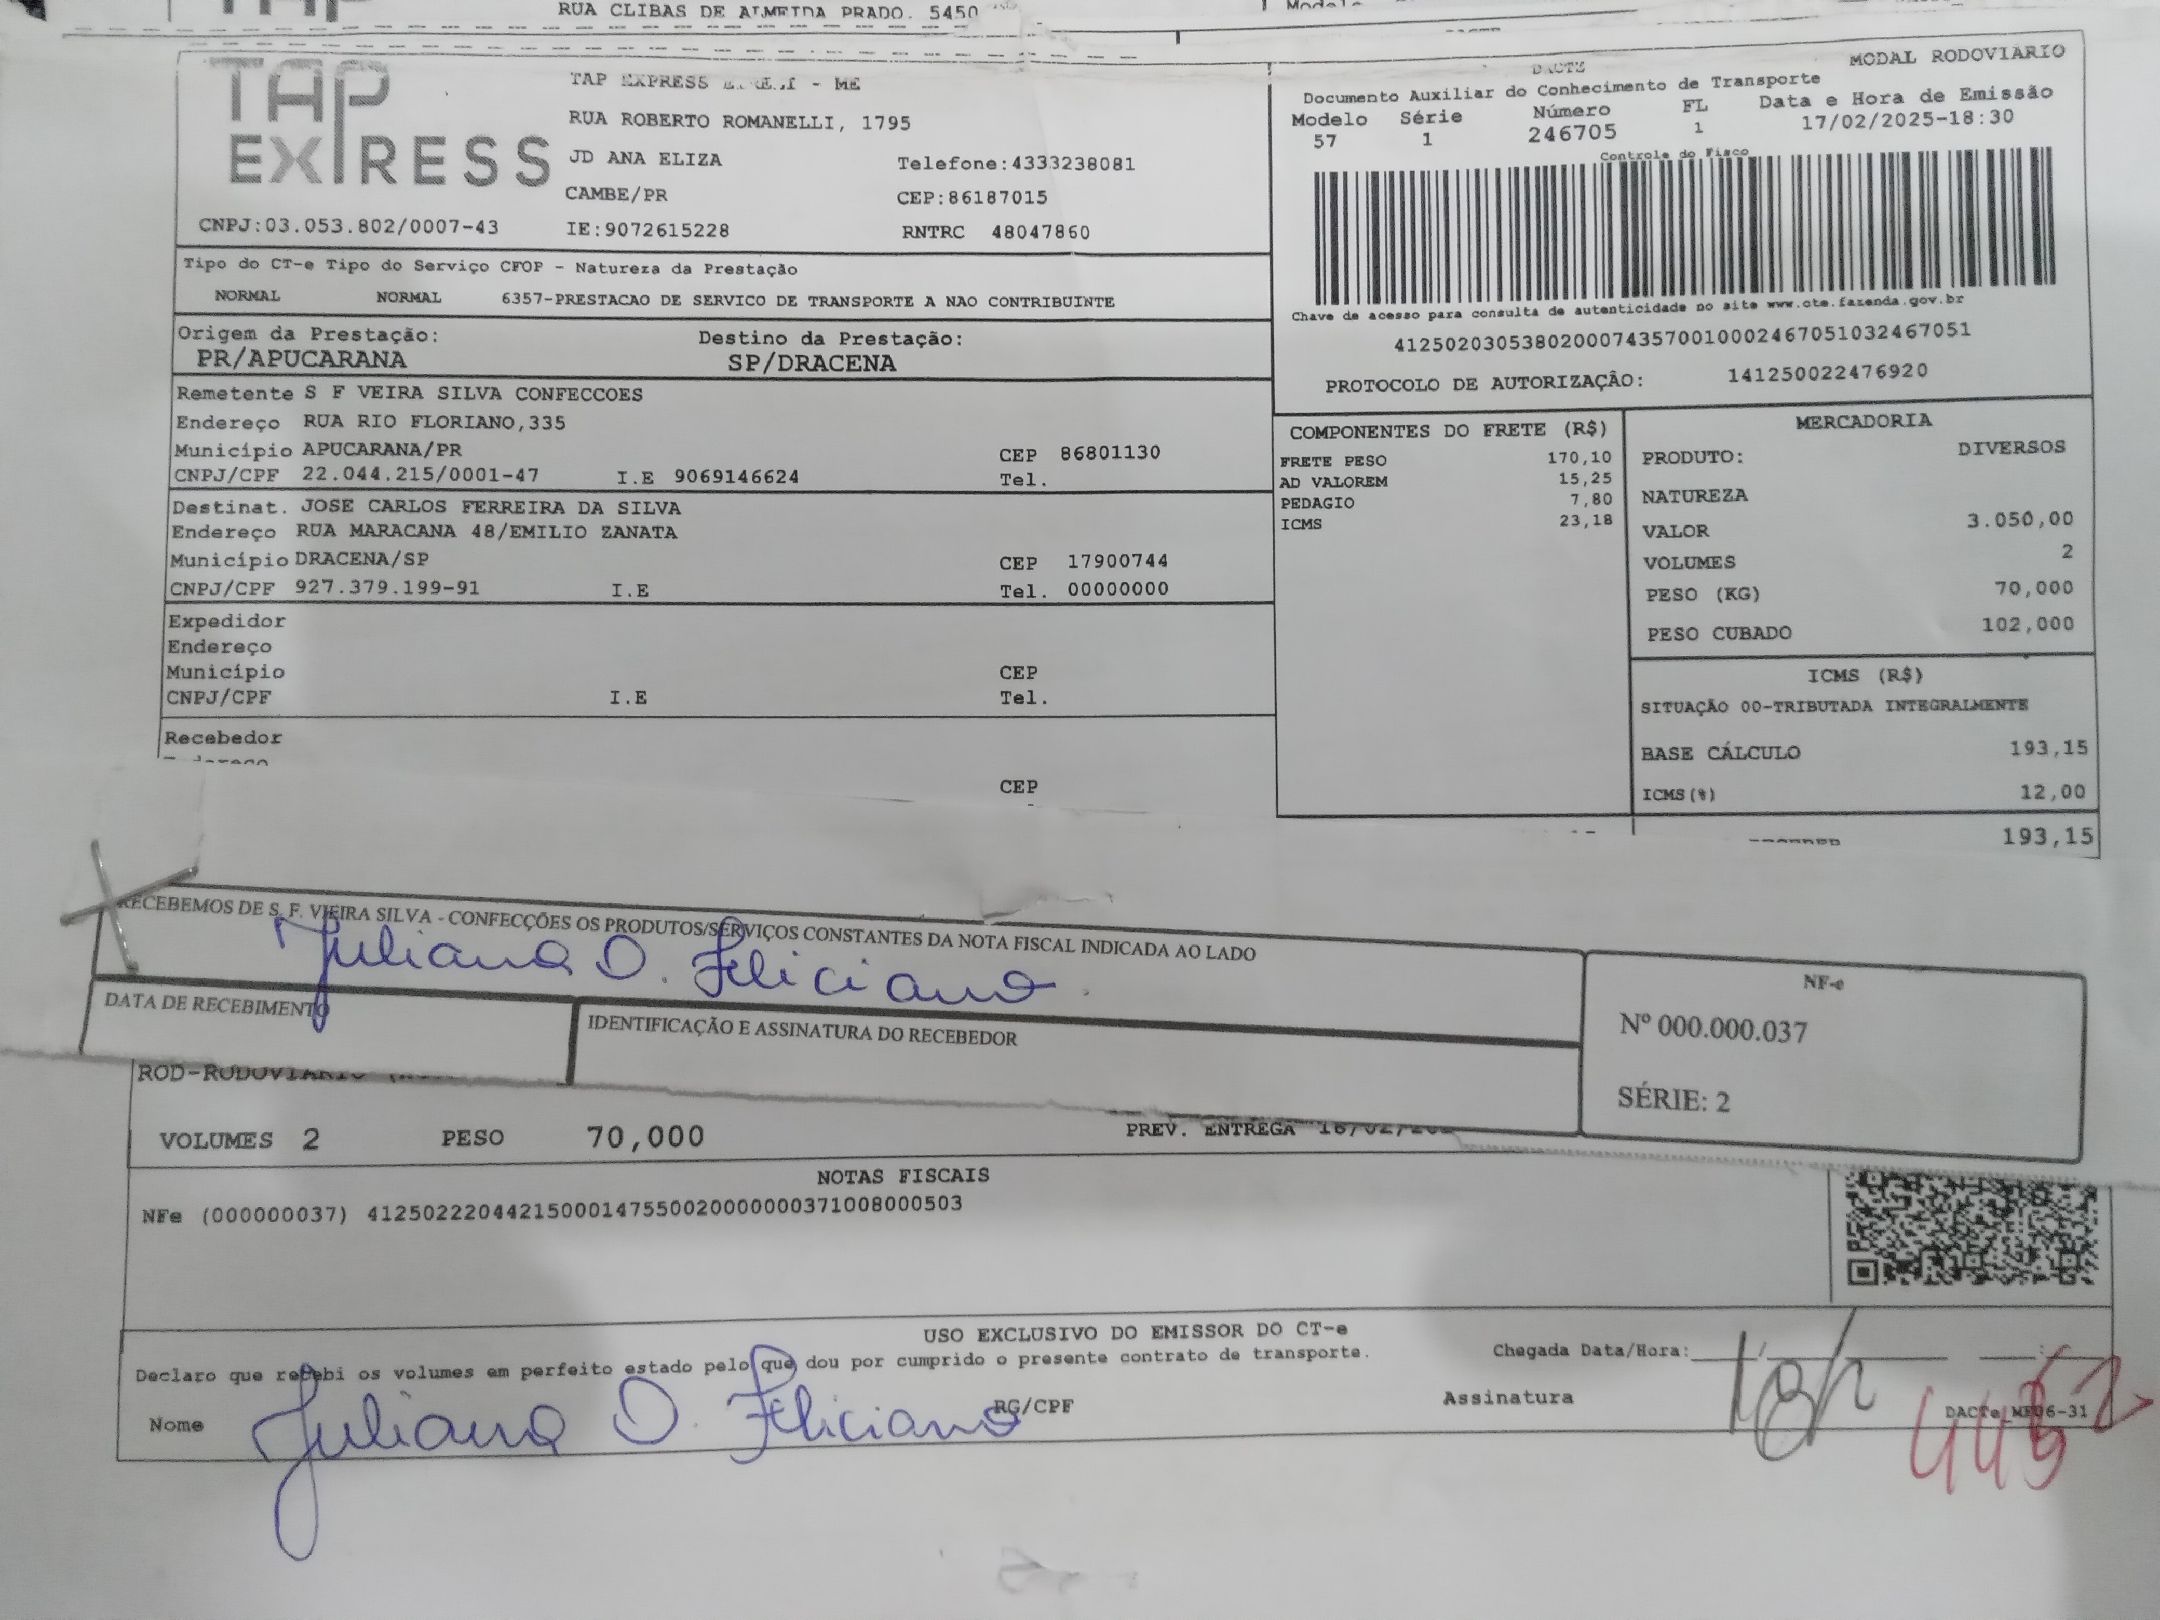 RUA CLIBAS DE ALMEIDA PRADO, 5450
TAP EXPRESS
TAP EXPRESS - ME
RUA ROBERTO ROMANELLI, 1795
JD ANA ELIZA Telefone:4333238081
CAMBE/PR CEP:86187015
CNPJ:03.053.802/0007-43 IE:9072615228 RNTRC 48047860
DACTE MODAL RODOVIÁRIO
Documento Auxiliar do Conhecimento de Transporte
Modelo Série Número FL Data e Hora de Emissão
57 1 246705 1 17/02/2025-18:30
Controle do Fisco
Chave de acesso para consulta de autenticidade no site www.cte.fazenda.gov.br
41250203053802000743570010002467051032467051
PROTOCOLO DE AUTORIZAÇÃO: 141250022476920
Tipo do CT-e Tipo do Serviço CFOP - Natureza da Prestação
NORMAL NORMAL 6357-PRESTACAO DE SERVICO DE TRANSPORTE A NAO CONTRIBUINTE
Origem da Prestação: Destino da Prestação:
PR/APUCARANA SP/DRACENA
Remetente S F VEIRA SILVA CONFECCOES
Endereço RUA RIO FLORIANO,335
Município APUCARANA/PR CEP 86801130
CNPJ/CPF 22.044.215/0001-47 I.E 9069146624 Tel.
Destinat. JOSE CARLOS FERREIRA DA SILVA
Endereço RUA MARACANA 48/EMILIO ZANATA
Município DRACENA/SP CEP 17900744
CNPJ/CPF 927.379.199-91 I.E Tel. 00000000
Expedidor
Endereço
Município CEP
CNPJ/CPF I.E Tel.
Recebedor
CEP
COMPONENTES DO FRETE (R$)
FRETE PESO 170,10
AD VALOREM 15,25
PEDAGIO 7,80
ICMS 23,18
MERCADORIA
PRODUTO: DIVERSOS
NATUREZA
VALOR 3.050,00
VOLUMES 2
PESO (KG) 70,000
PESO CUBADO 102,000
ICMS (R$)
SITUAÇÃO 00-TRIBUTADA INTEGRALMENTE
BASE CÁLCULO 193,15
ICMS(%) 12,00
193,15
RECEBEMOS DE S. F. VIEIRA SILVA - CONFECÇÕES OS PRODUTOS/SERVIÇOS CONSTANTES DA NOTA FISCAL INDICADA AO LADO
Juliana D. Feliciano
DATA DE RECEBIMENTO
IDENTIFICAÇÃO E ASSINATURA DO RECEBEDOR
NF-e
Nº 000.000.037
SÉRIE: 2
ROD-RODOVIARIO
VOLUMES 2 PESO 70,000 PREV. ENTREGA
NOTAS FISCAIS
NFe (000000037) 41250222044215000147550020000000371008000503
USO EXCLUSIVO DO EMISSOR DO CT-e
Declaro que recebi os volumes em perfeito estado pelo que dou por cumprido o presente contrato de transporte.
Chegada Data/Hora:
Nome Juliana D. Feliciano RG/CPF
Assinatura